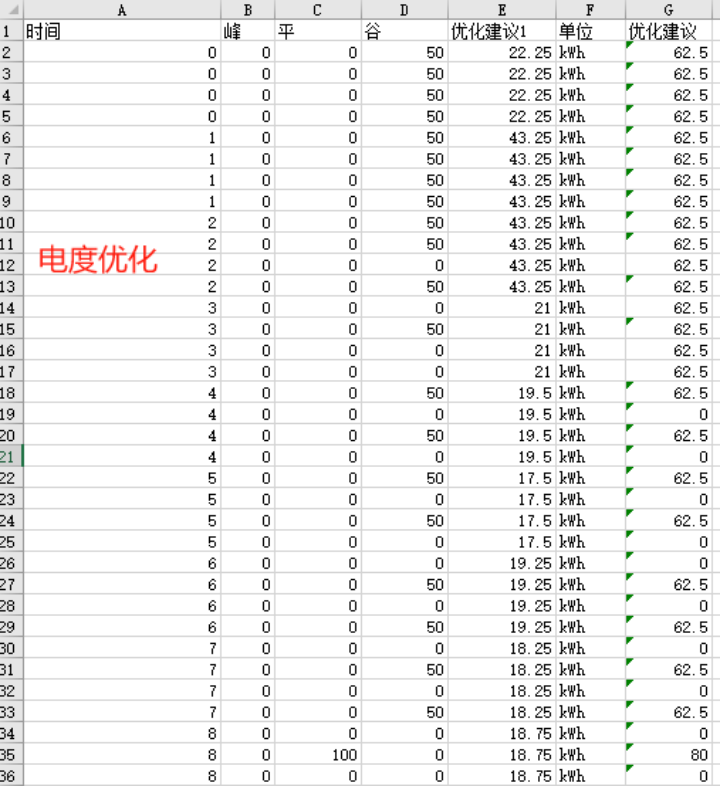 A B C D E F G
1 时间 峰 平 谷 优化建议1 单位 优化建议
2 0 0 0 50 22.25 kWh 62.5
3 0 0 0 50 22.25 kWh 62.5
4 0 0 0 50 22.25 kWh 62.5
5 0 0 0 50 22.25 kWh 62.5
6 1 0 0 50 43.25 kWh 62.5
7 1 0 0 50 43.25 kWh 62.5
8 1 0 0 50 43.25 kWh 62.5
9 1 0 0 50 43.25 kWh 62.5
10 2 0 0 50 43.25 kWh 62.5
11 2 0 0 50 43.25 kWh 62.5
电度优化
12 2 0 0 0 43.25 kWh 62.5
13 2 0 0 50 43.25 kWh 62.5
14 3 0 0 0 21 kWh 62.5
15 3 0 0 50 21 kWh 62.5
16 3 0 0 0 21 kWh 62.5
17 3 0 0 0 21 kWh 62.5
18 4 0 0 50 19.5 kWh 62.5
19 4 0 0 0 19.5 kWh 0
20 4 0 0 50 19.5 kWh 62.5
21 4 0 0 0 19.5 kWh 0
22 5 0 0 50 17.5 kWh 62.5
23 5 0 0 0 17.5 kWh 0
24 5 0 0 50 17.5 kWh 62.5
25 5 0 0 0 17.5 kWh 0
26 6 0 0 0 19.25 kWh 0
27 6 0 0 50 19.25 kWh 62.5
28 6 0 0 0 19.25 kWh 0
29 6 0 0 50 19.25 kWh 62.5
30 7 0 0 0 18.25 kWh 0
31 7 0 0 50 18.25 kWh 62.5
32 7 0 0 0 18.25 kWh 0
33 7 0 0 50 18.25 kWh 62.5
34 8 0 0 0 18.75 kWh 0
35 8 0 100 0 18.75 kWh 80
36 8 0 0 0 18.75 kWh 0